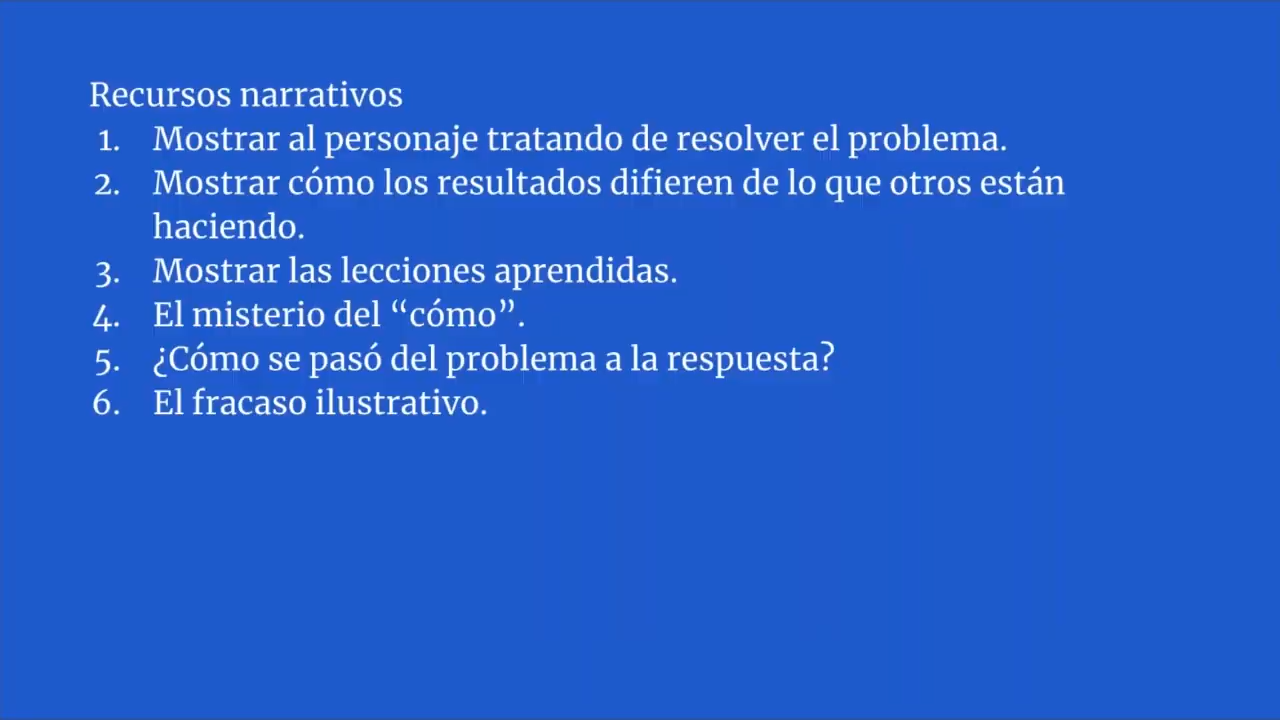 Recursos narrativos
1. Mostrar al personaje tratando de resolver el problema.
2. Mostrar cómo los resultados difieren de lo que otros están
haciendo.
3. Mostrar las lecciones aprendidas.
4. El misterio del “cómo”.
5. ¿Cómo se pasó del problema a la respuesta?
6. El fracaso ilustrativo.